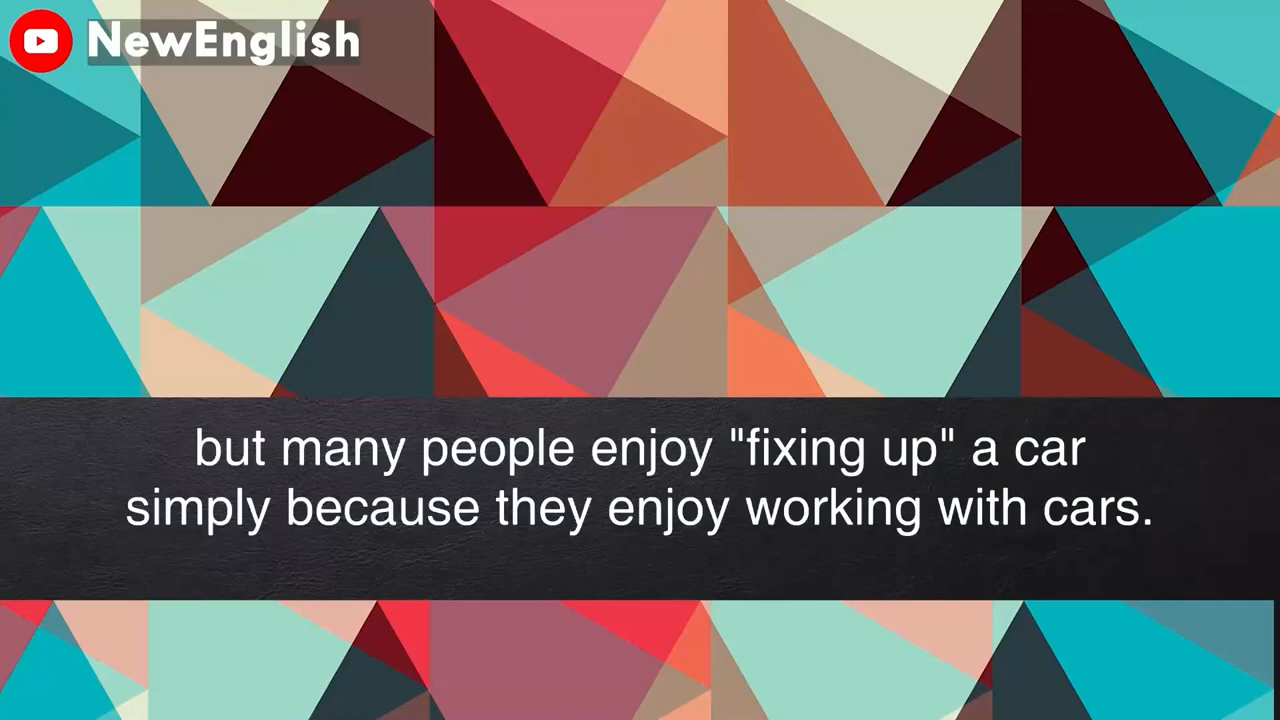 NewEnglish
but many people enjoy "fixing up" a car
simply because they enjoy working with cars.